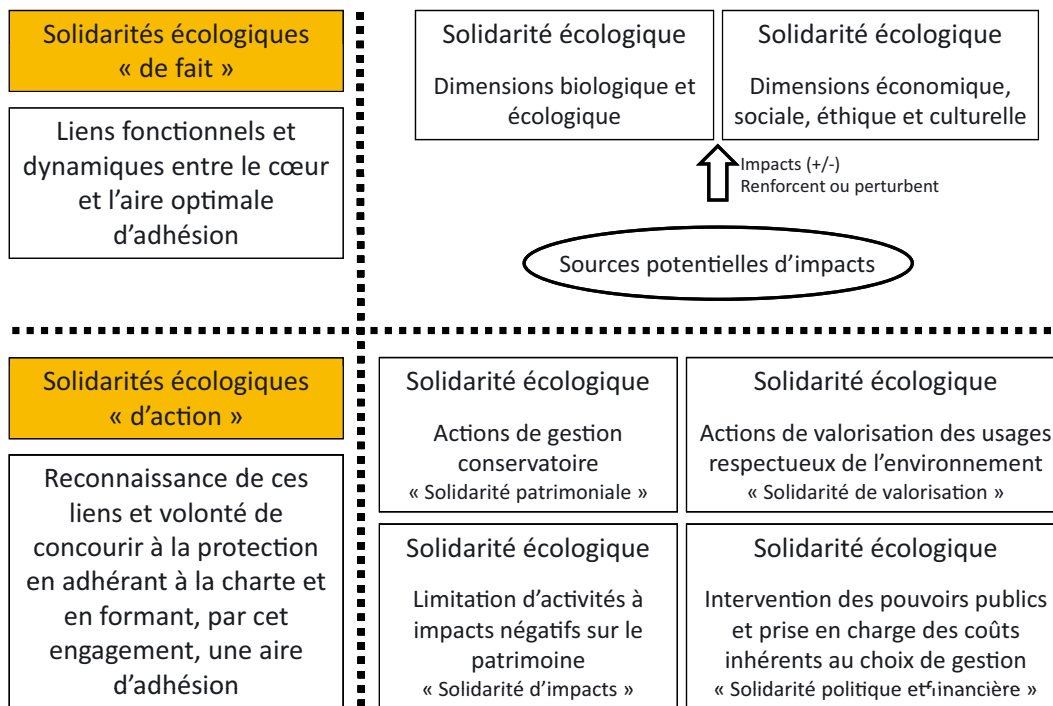 Solidarités écologiques
« de fait »
Liens fonctionnels et
dynamiques entre le cœur
et l'aire optimale
d'adhésion
Solidarité écologique
Dimensions biologique et
écologique
Solidarité écologique
Dimensions économique,
sociale, éthique et culturelle
Impacts (+/-)
Renforcent ou perturbent
Sources potentielles d'impacts
Solidarités écologiques
« d'action »
Reconnaissance de ces
liens et volonté de
concourir à la protection
en adhérant à la charte et
en formant, par cet
engagement, une aire
d'adhésion
Solidarité écologique
Actions de gestion
conservatoire
« Solidarité patrimoniale »
Solidarité écologique
Actions de valorisation des usages
respectueux de l'environnement
« Solidarité de valorisation »
Solidarité écologique
Limitation d'activités à
impacts négatifs sur le
patrimoine
« Solidarité d'impacts »
Solidarité écologique
Intervention des pouvoirs publics
et prise en charge des coûts
inhérents au choix de gestion
« Solidarité politique et financière »